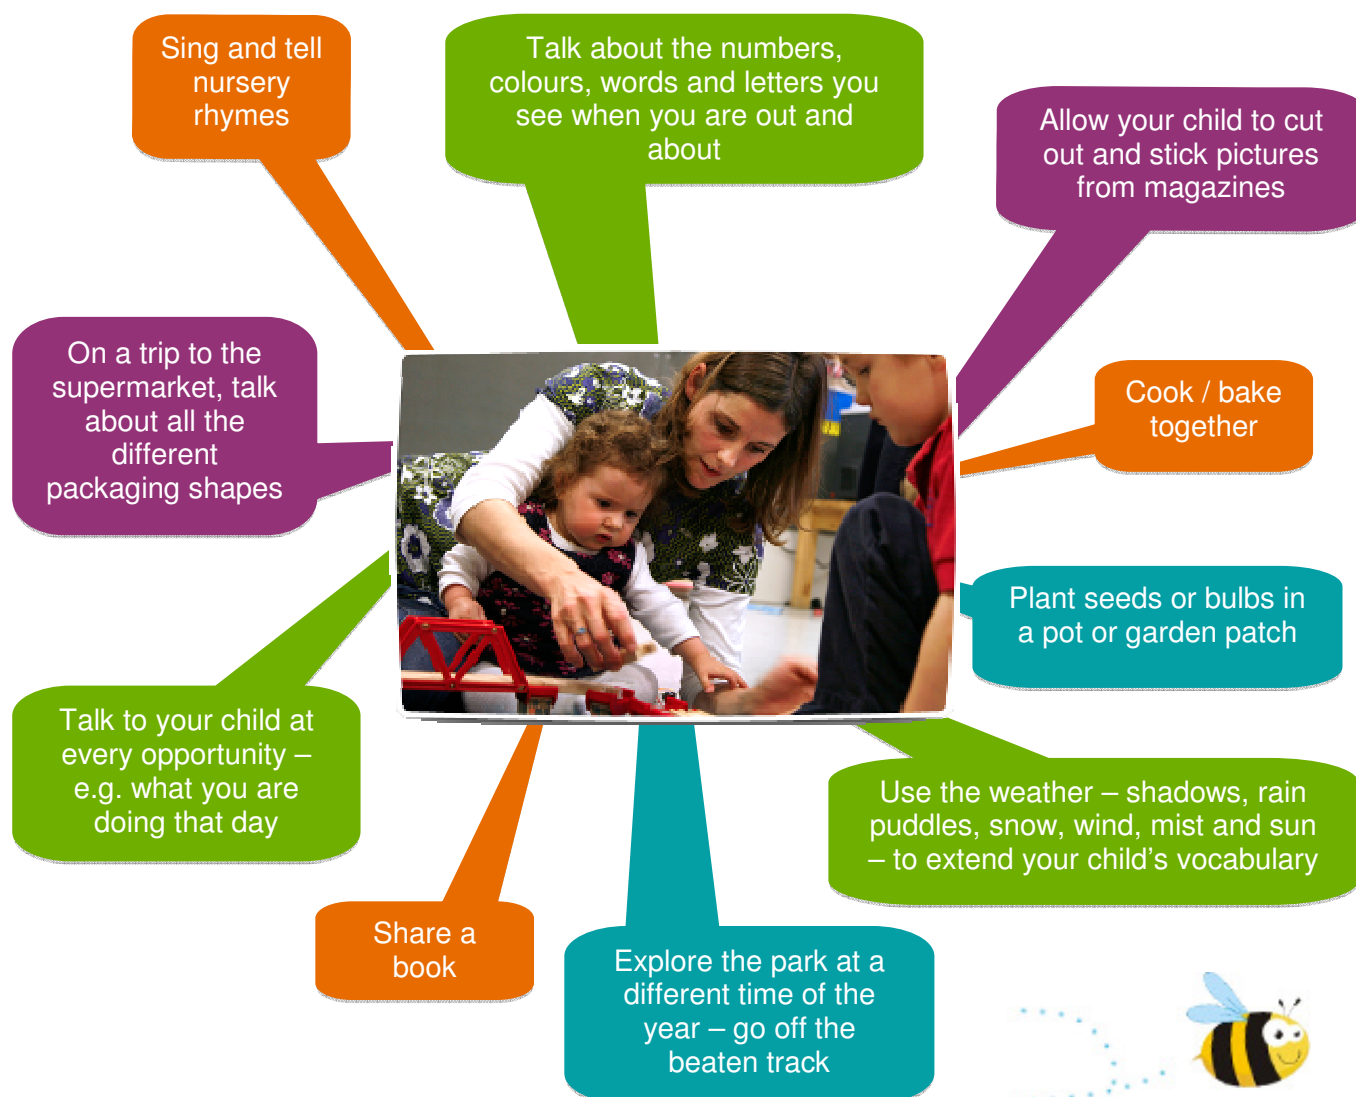 Sing and tell
nursery
rhymes
Talk about the numbers,
colours, words and letters you
see when you are out and
about
Allow your child to cut
out and stick pictures
from magazines
On a trip to the
supermarket, talk
about all the
different
packaging shapes
Cook / bake
together
Plant seeds or bulbs in
a pot or garden patch
Talk to your child at
every opportunity –
e.g. what you are
doing that day
Use the weather – shadows, rain
puddles, snow, wind, mist and sun
– to extend your child’s vocabulary
Share a
book
Explore the park at a
different time of the
year – go off the
beaten track